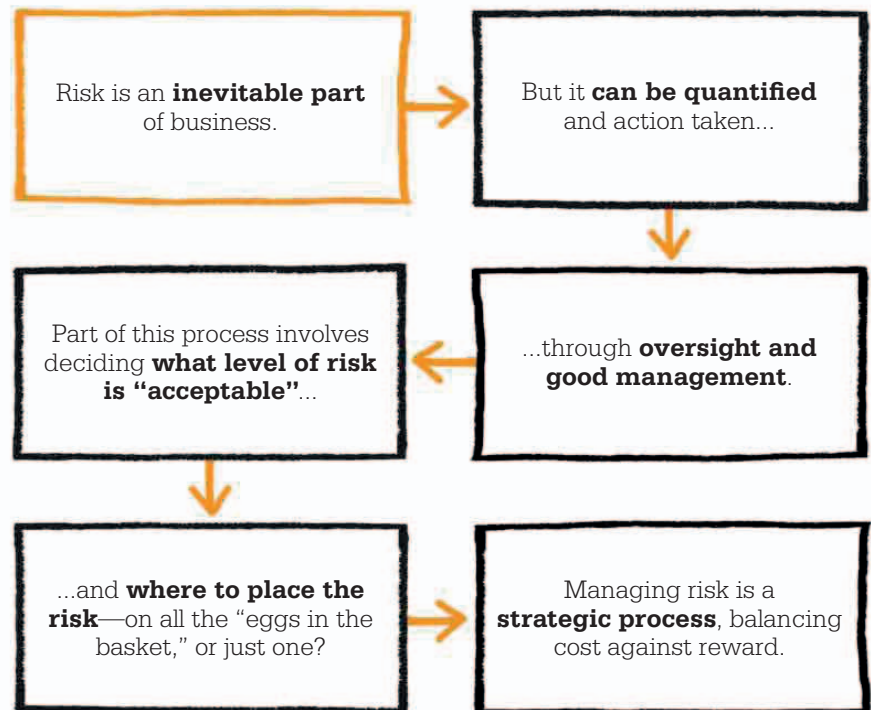 Risk is an inevitable part
of business.
But it can be quantified
and action taken...
...through oversight and
good management.
Part of this process involves
deciding what level of risk
is “acceptable”...
...and where to place the
risk—on all the “eggs in the
basket,” or just one?
Managing risk is a
strategic process, balancing
cost against reward.